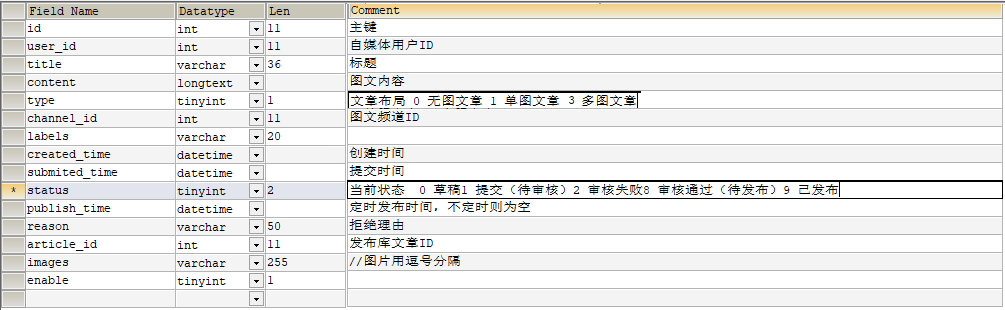 Field Name Datatype Len Comment
id int 11 主键
user_id int 11 自媒体用户ID
title varchar 36 标题
content longtext 图文内容
type tinyint 1 文章布局 0 无图文章 1 单图文章 3 多图文章
channel_id int 11 图文频道ID
labels varchar 20
created_time datetime 创建时间
submited_time datetime 提交时间
* status tinyint 2 当前状态 0 草稿1 提交（待审核）2 审核失败8 审核通过（待发布）9 已发布
publish_time datetime 定时发布时间，不定时则为空
reason varchar 50 拒绝理由
article_id int 11 发布库文章ID
images varchar 255 //图片用逗号分隔
enable tinyint 1